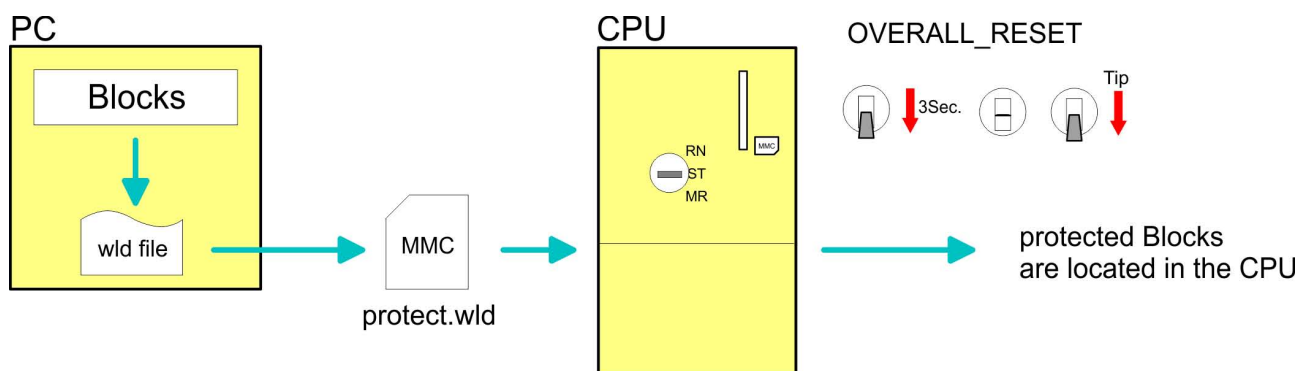 PC
Blocks
wld file
MMC
protect.wld
CPU
RN
ST
MR
MMC
OVERALL_RESET
3Sec.
Tip
protected Blocks
are located in the CPU